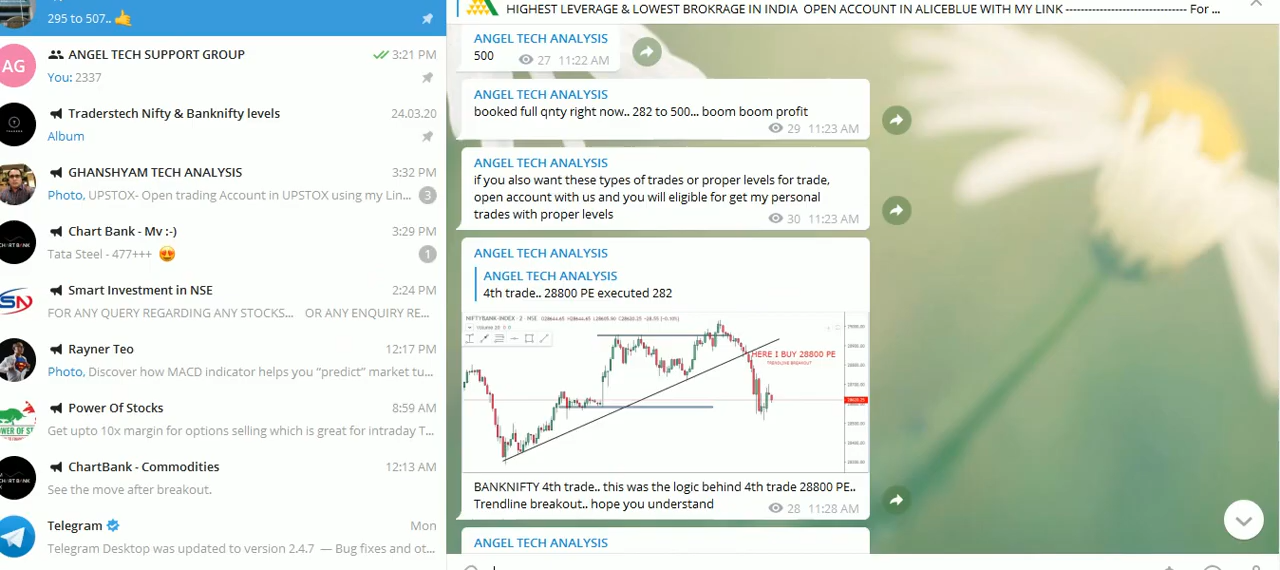 295 to 507.. 🤙
ANGEL TECH SUPPORT GROUP 3:21 PM
You: 2337
Traderstech Nifty & Banknifty levels 24.03.20
Album
GHANSHYAM TECH ANALYSIS 3:32 PM
Photo, UPSTOX- Open trading Account in UPSTOX using my Lin... 3
Chart Bank - Mv :-) 3:29 PM
Tata Steel - 477+++ 😍 1
Smart Investment in NSE 2:24 PM
FOR ANY QUERY REGARDING ANY STOCKS... OR ANY ENQUIRY RE...
Rayner Teo 12:17 PM
Photo, Discover how MACD indicator helps you “predict” market tu...
Power Of Stocks 8:59 AM
Get upto 10x margin for options selling which is great for intraday T...
ChartBank - Commodities 12:13 AM
See the move after breakout.
Telegram Mon
Telegram Desktop was updated to version 2.4.7 — Bug fixes and ot...
AG
HIGHEST LEVERAGE & LOWEST BROKRAGE IN INDIA OPEN ACCOUNT IN ALICEBLUE WITH MY LINK ------------------------------ For ...
ANGEL TECH ANALYSIS
500 27 11:22 AM
ANGEL TECH ANALYSIS
booked full qnty right now.. 282 to 500... boom boom profit
29 11:23 AM
ANGEL TECH ANALYSIS
if you also want these types of trades or proper levels for trade,
open account with us and you will eligible for get my personal
trades with proper levels
30 11:23 AM
ANGEL TECH ANALYSIS
ANGEL TECH ANALYSIS
4th trade.. 28800 PE executed 282
HERE I BUY 28800 PE
TRENDLINE BREAKOUT
BANKNIFTY 4th trade.. this was the logic behind 4th trade 28800 PE..
Trendline breakout.. hope you understand
28 11:28 AM
ANGEL TECH ANALYSIS